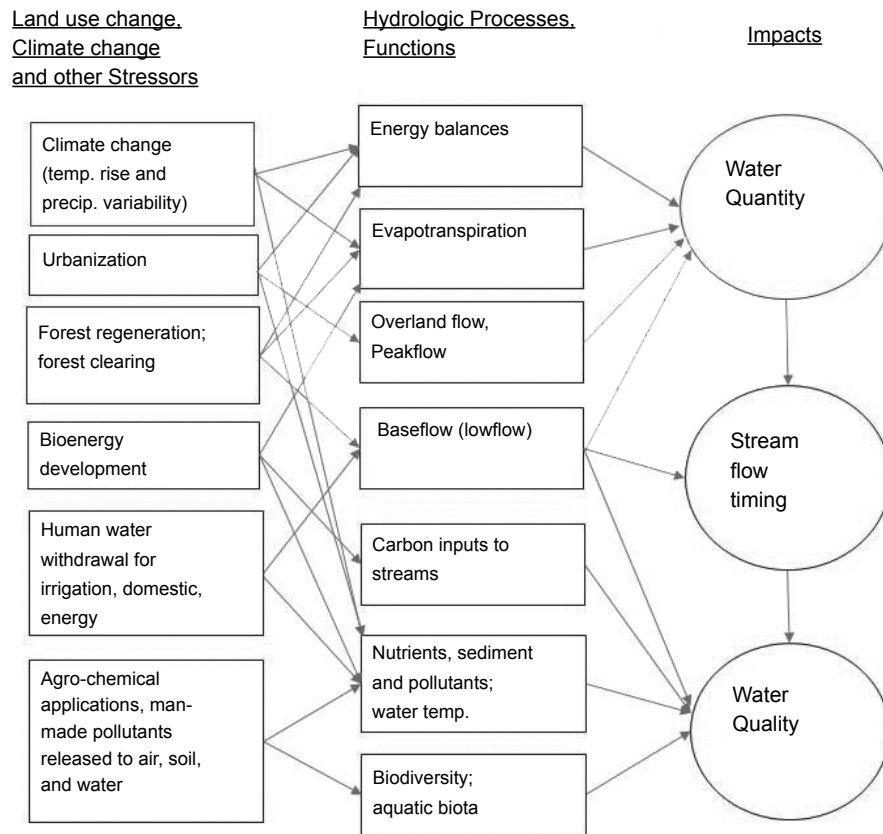 Land use change,
Climate change
and other Stressors
Hydrologic Processes,
Functions
Impacts
Climate change
(temp. rise and
precip. variability)
Urbanization
Forest regeneration;
forest clearing
Bioenergy
development
Human water
withdrawal for
irrigation, domestic,
energy
Agro-chemical
applications, man-
made pollutants
released to air, soil,
and water
Energy balances
Evapotranspiration
Overland flow,
Peakflow
Baseflow (lowflow)
Carbon inputs to
streams
Nutrients, sediment
and pollutants;
water temp.
Biodiversity;
aquatic biota
Water
Quantity
Stream
flow
timing
Water
Quality